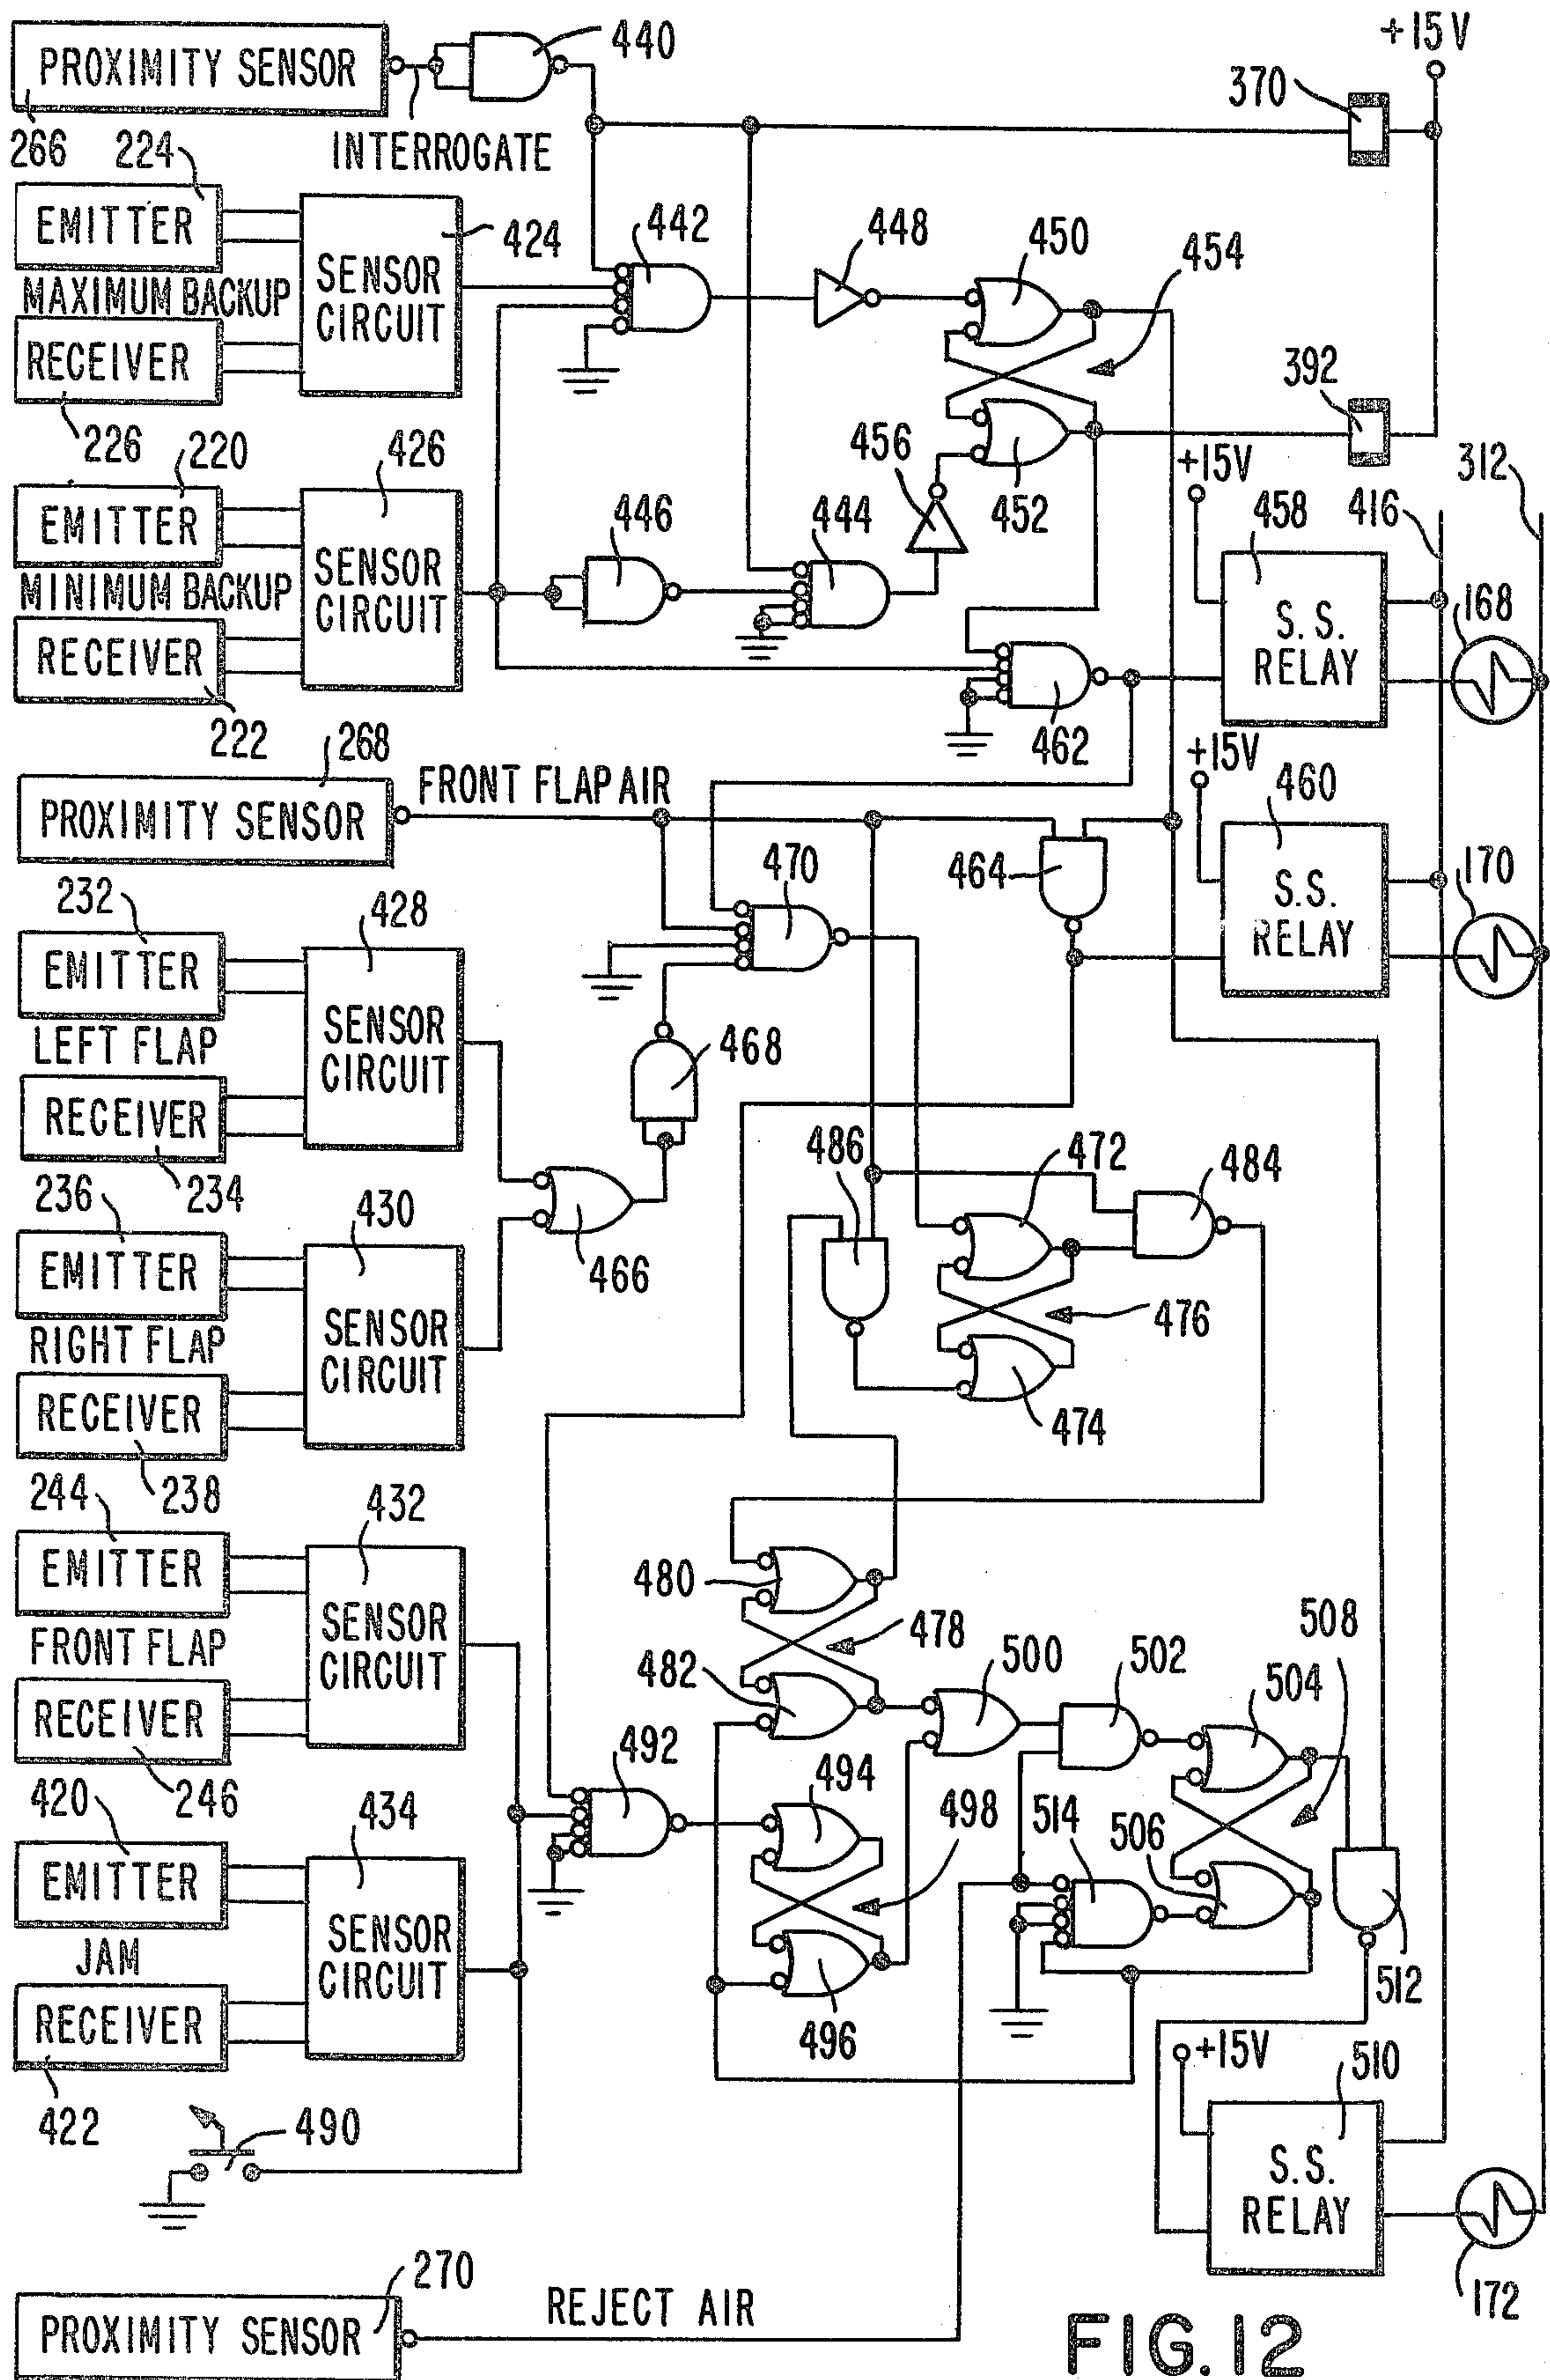 +15V
PROXIMITY SENSOR
440
370
266
224
INTERROGATE
EMITTER
424
442
448
450
454
MAXIMUM BACKUP
SENSOR
CIRCUIT
RECEIVER
392
226
220
426
456
+15V
312
EMITTER
446
444
452
458
416
MINIMUM BACKUP
SENSOR
CIRCUIT
168
RECEIVER
S.S.
RELAY
222
268
462
+15V
FRONT FLAP AIR
PROXIMITY SENSOR
460
470
464
170
232
428
S.S.
RELAY
EMITTER
LEFT FLAP
SENSOR
CIRCUIT
468
RECEIVER
486
472
484
236
234
430
466
EMITTER
476
RIGHT FLAP
SENSOR
CIRCUIT
RECEIVER
474
244
238
432
EMITTER
480
FRONT FLAP
SENSOR
CIRCUIT
478
508
482
500
502
504
RECEIVER
492
420
246
434
494
498
514
506
EMITTER
JAM
SENSOR
CIRCUIT
512
RECEIVER
496
+15V
510
422
490
S.S.
RELAY
270
REJECT AIR
172
PROXIMITY SENSOR
FIG. 12